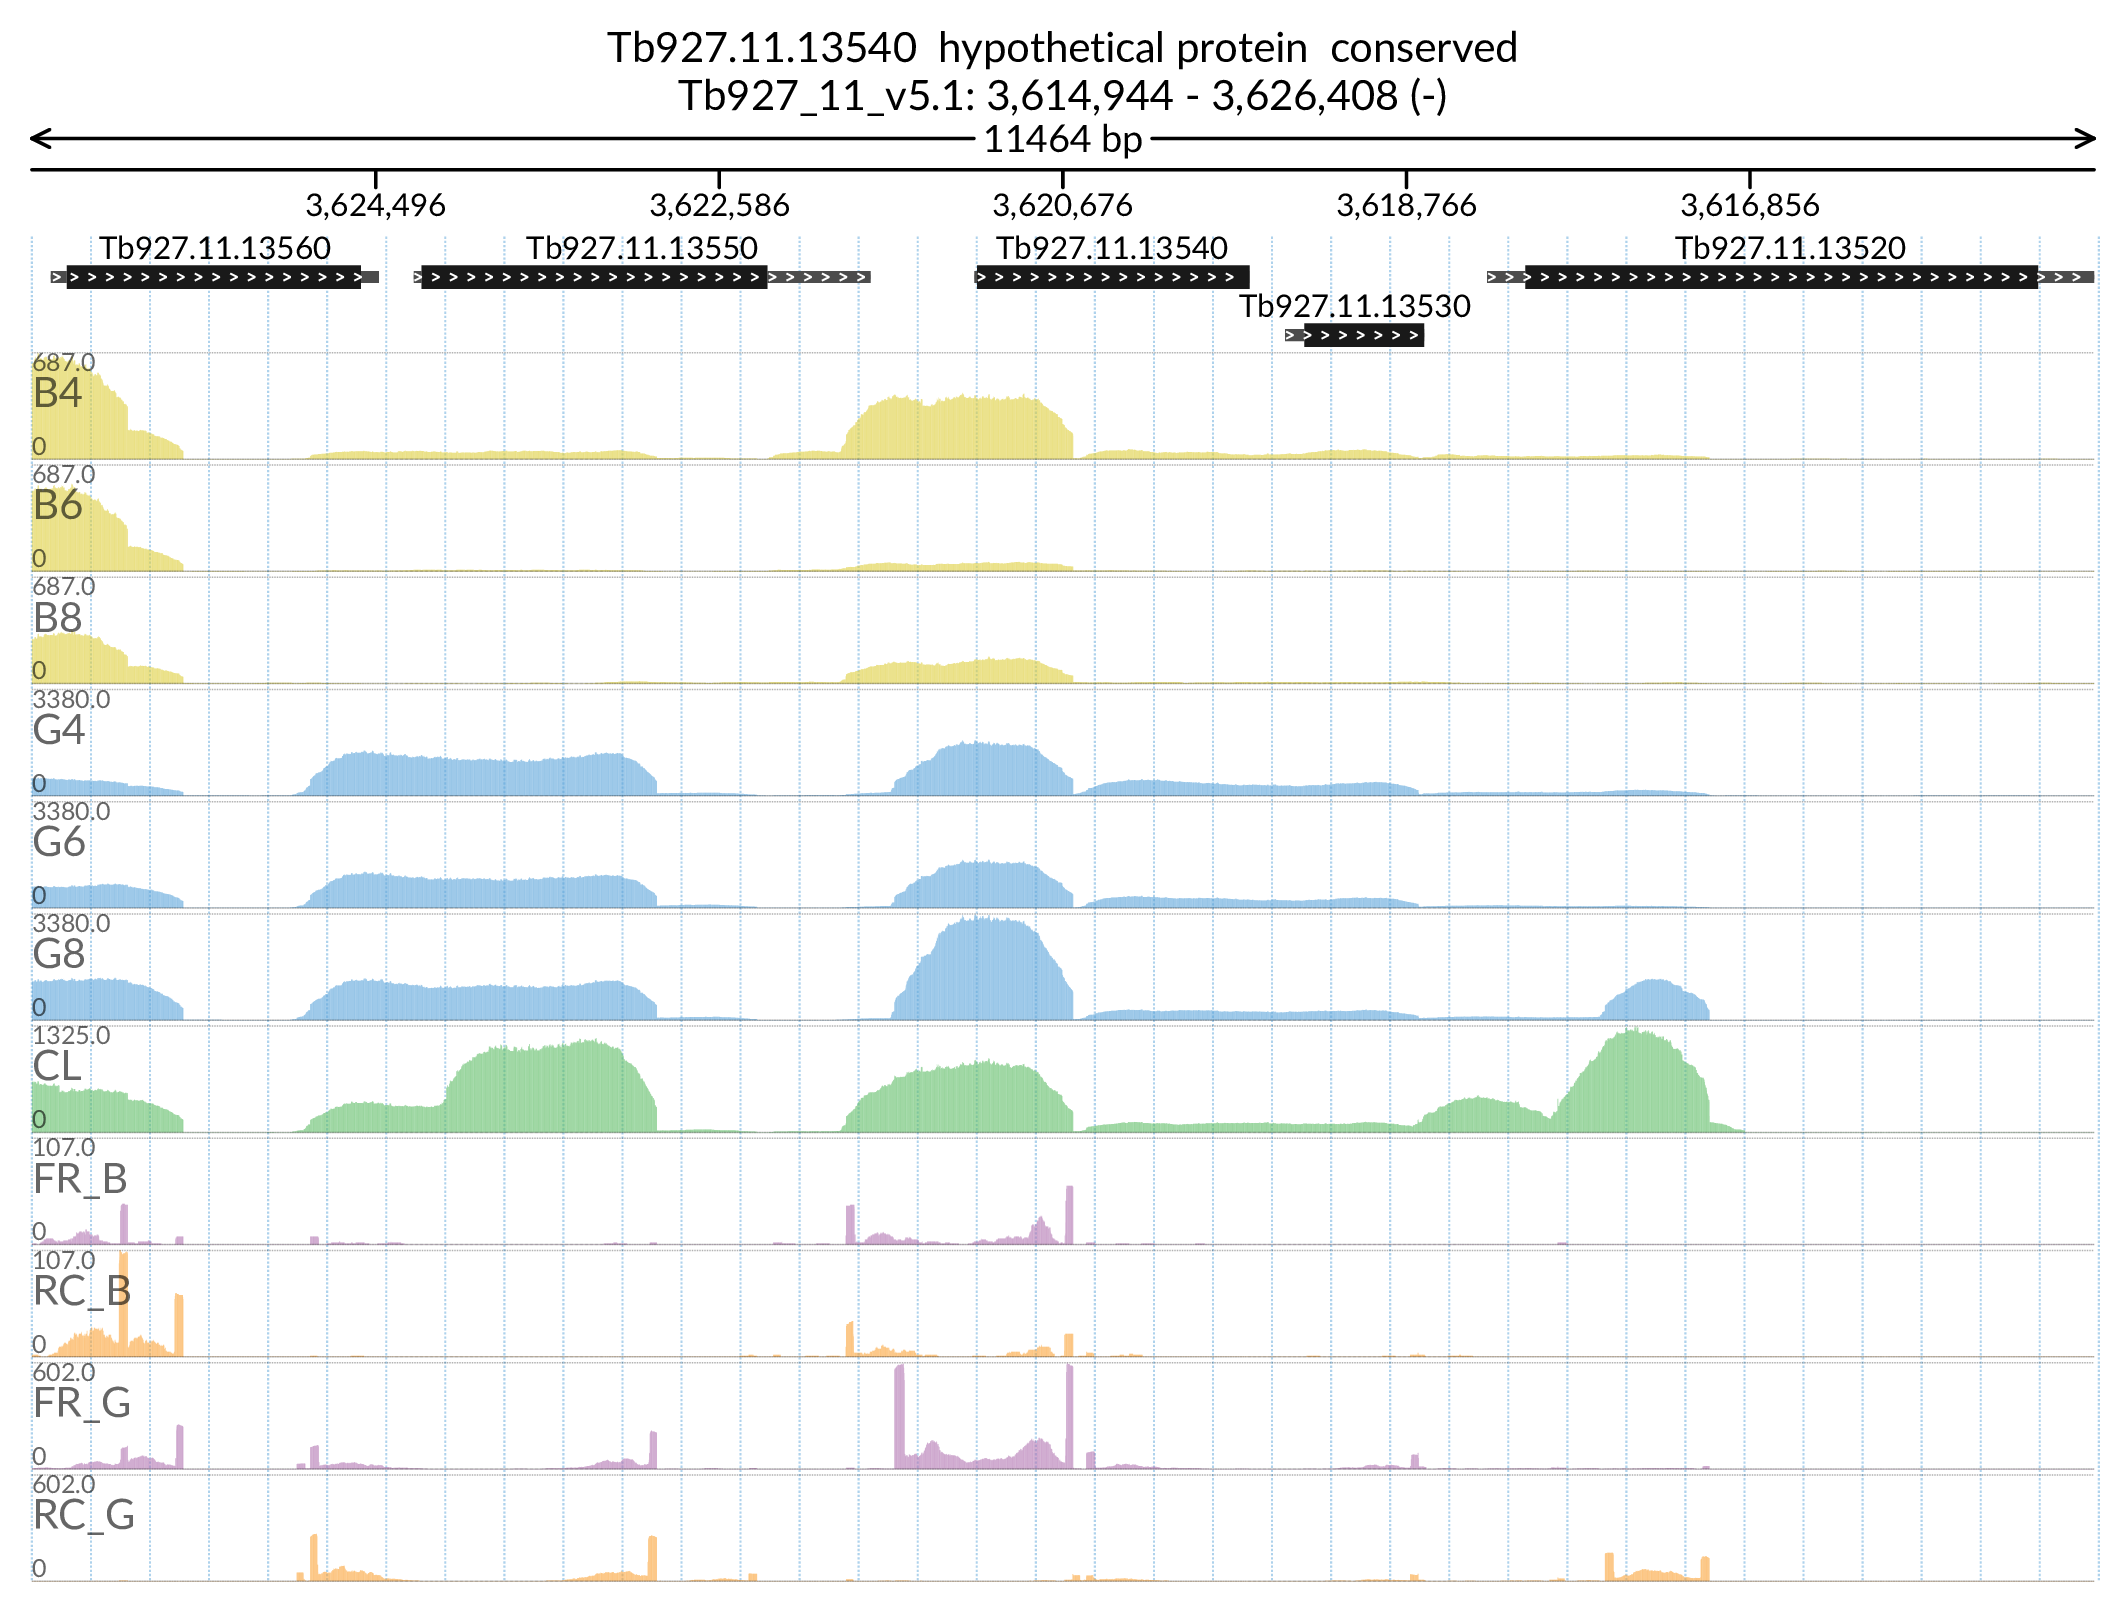 Tb927.11.13540 hypothetical protein conserved
Tb927_11_v5.1: 3,614,944 - 3,626,408 (-)
11464 bp
3,624,496 3,622,586 3,620,676 3,618,766 3,616,856
Tb927.11.13560 Tb927.11.13550 Tb927.11.13540 Tb927.11.13520
Tb927.11.13530
687.0
B4
0
687.0
B6
0
687.0
B8
0
3380.0
G4
0
3380.0
G6
0
3380.0
G8
0
1325.0
CL
0
107.0
FR_B
0
107.0
RC_B
0
602.0
FR_G
0
602.0
RC_G
0